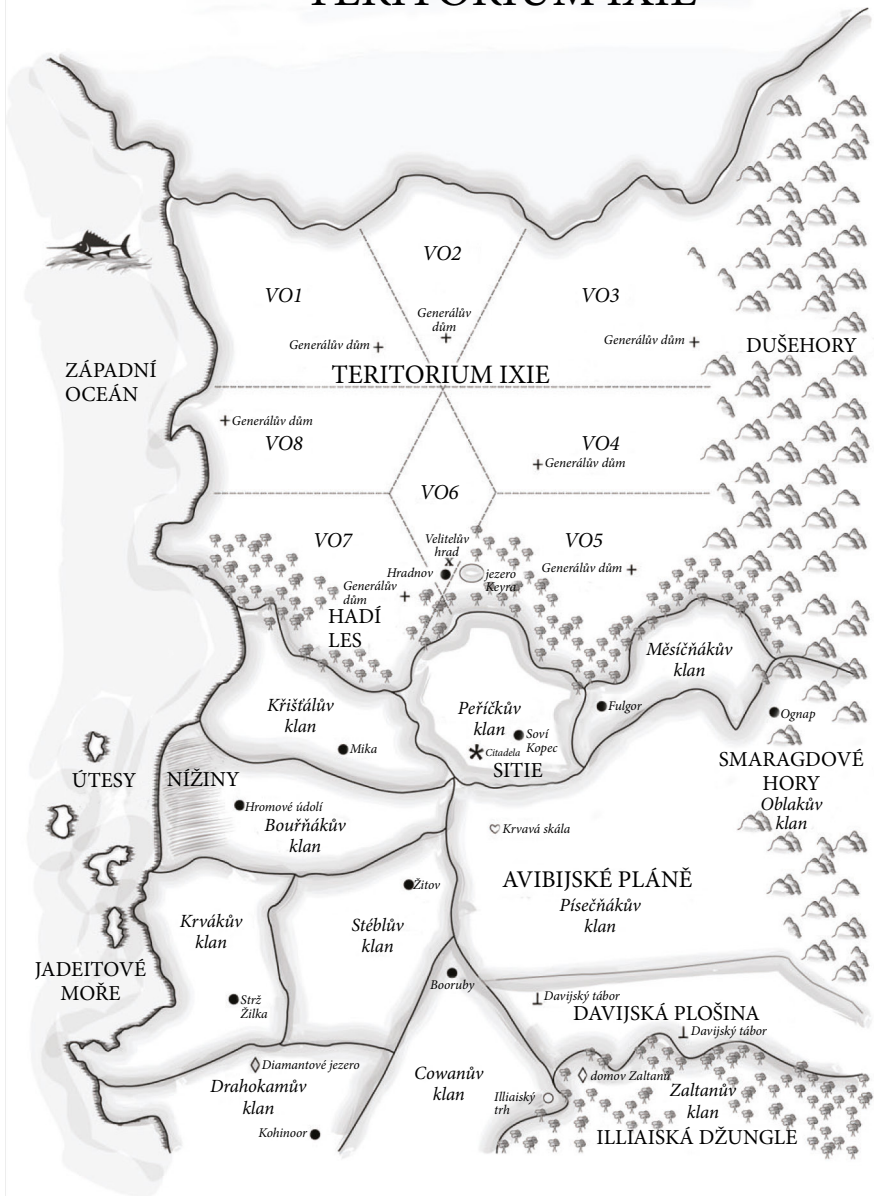 TERITORIUM IXIE
VO2
VO1
VO3
Generálův
dům
Generálův dům
Generálův dům
DUŠEHORY
ZÁPADNÍ
OCEÁN
TERITORIUM IXIE
Generálův dům
VO8
VO4
Generálův dům
VO6
VO7
Velitelův
hrad
x
VO5
Hradnov
jezero
Keyra
Generálův dům
Generálův
dům
HADÍ
LES
Měsíčňákův
klan
Křišťálův
klan
Peříčkův
klan
Fulgor
Ognap
Soví
Kopec
Citadela
Mika
SITIE
SMARAGDOVÉ
HORY
Oblakův
klan
ÚTESY
NÍŽINY
Hromové údolí
Bouřňákův
klan
Krvavá skála
AVIBIJSKÉ PLÁNĚ
Písečňákův
klan
Žitov
Krvákův
klan
Stéblův
klan
JADEITOVÉ
MOŘE
Booruby
Strž
Žilka
Davijský tábor
DAVIJSKÁ PLOŠINA
Davijský tábor
Diamantové jezero
Drahokamův
klan
Cowanův
klan
domov Zaltanů
Zaltanův
klan
Illiaiský
trh
Kohinoor
ILLIAISKÁ DŽUNGLE